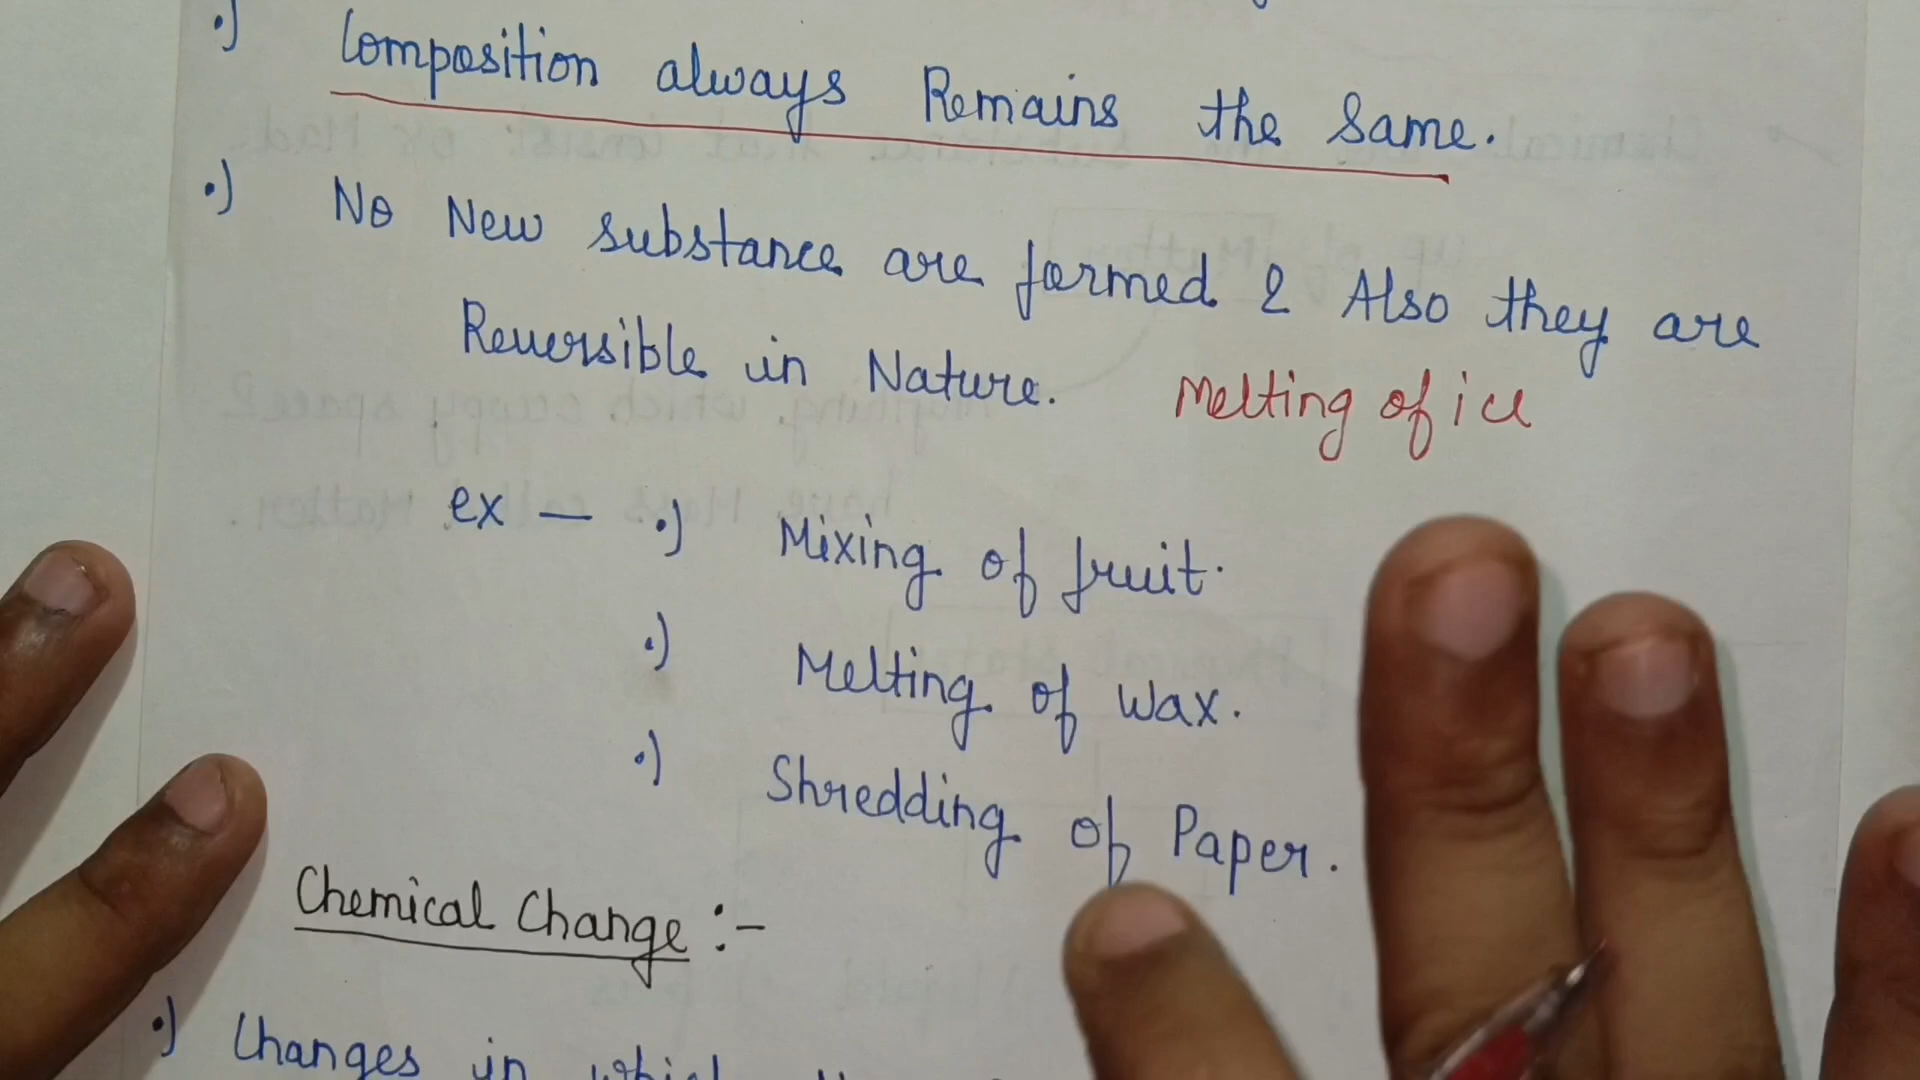 •) Composition always Remains the Same.
•) No New substance are formed & Also they are
Reversible in Nature.
Melting of ice
ex — •) Mixing of fruit.
•) Melting of wax.
•) Shredding of Paper.
Chemical Change :-
•) Changes in which